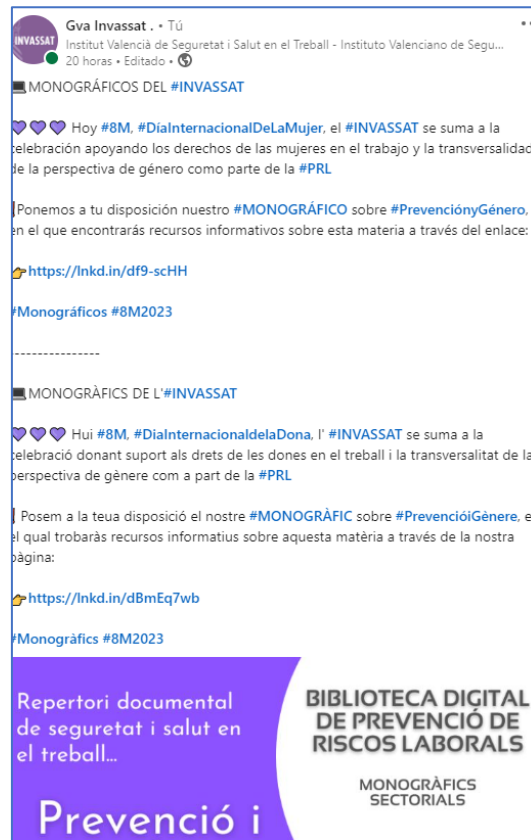 INVASSAT
Gva Invassat . • Tú
Institut Valencià de Seguretat i Salut en el Treball - Instituto Valenciano de Segu...
20 horas • Editado •
MONOGRÁFICOS DEL #INVASSAT
💜💜💜 Hoy #8M, #DíaInternacionalDeLaMujer, el #INVASSAT se suma a la
celebración apoyando los derechos de las mujeres en el trabajo y la transversalidad
de la perspectiva de género como parte de la #PRL
Ponemos a tu disposición nuestro #MONOGRÁFICO sobre #PrevenciónyGénero,
en el que encontrarás recursos informativos sobre esta materia a través del enlace:
👉https://lnkd.in/df9-scHH
#Monográficos #8M2023
---------------
MONOGRÀFICS DE L'#INVASSAT
💜💜💜 Hui #8M, #DiaInternacionaldelaDona, l' #INVASSAT se suma a la
celebració donant suport als drets de les dones en el treball i la transversalitat de la
perspectiva de gènere com a part de la #PRL
Posem a la teua disposició el nostre #MONOGRÀFIC sobre #PrevencióiGènere, e
el qual trobaràs recursos informatius sobre aquesta matèria a través de la nostra
pàgina:
👉https://lnkd.in/dBmEq7wb
#Monogràfics #8M2023
Repertori documental
de seguretat i salut en
el treball...
Prevenció i
BIBLIOTECA DIGITAL
DE PREVENCIÓ DE
RISCOS LABORALS
MONOGRÀFICS
SECTORIALS